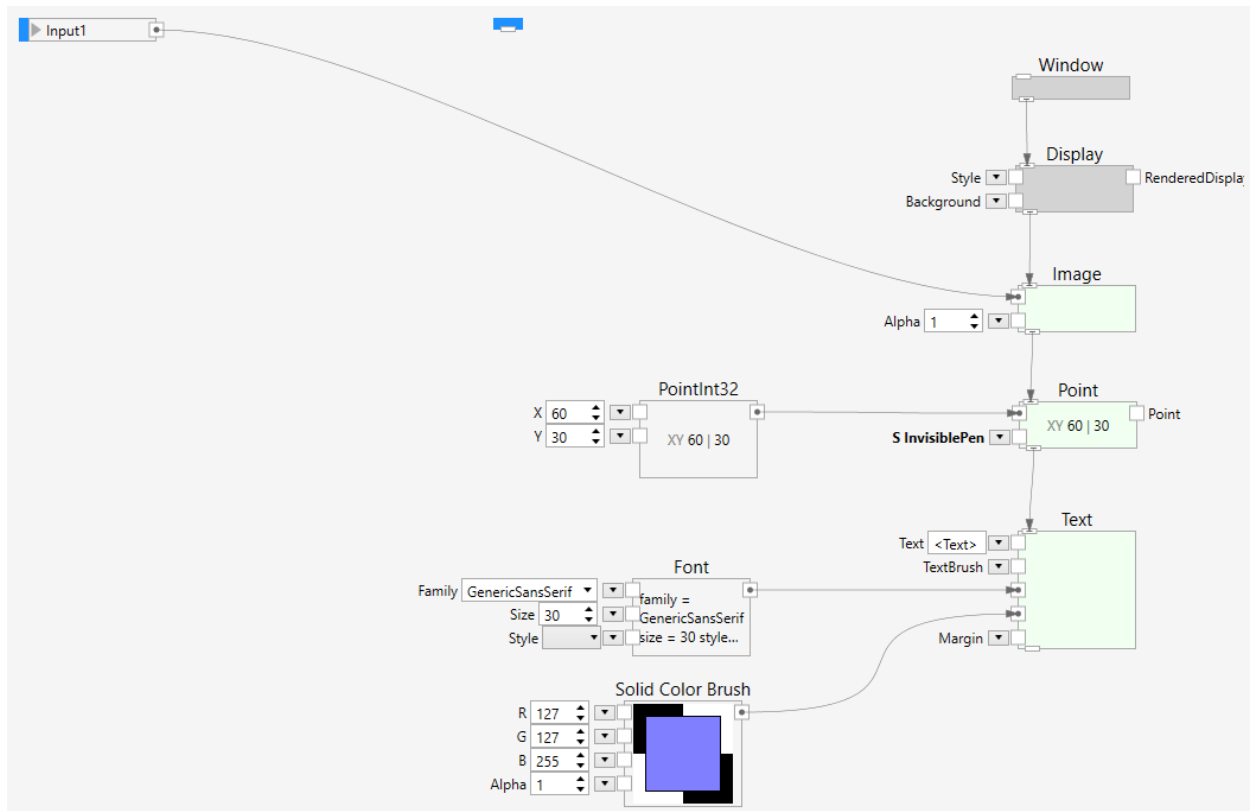 Input1
Window
Display
Style
RenderedDispla
Background
Image
Alpha 1
PointInt32
X 60
Y 30
XY 60 | 30
Point
Point
XY 60 | 30
S InvisiblePen
Text
Text <Text>
TextBrush
Margin
Font
Family GenericSansSerif
Size 30
Style
family =
GenericSansSerif
size = 30 style...
Solid Color Brush
R 127
G 127
B 255
Alpha 1